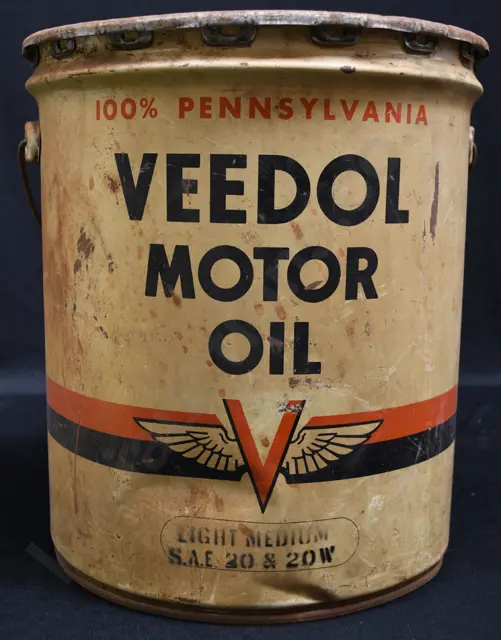 100% PENNSYLVANIA
VEEDOL
MOTOR
OIL
V
LIGHT MEDIUM
S.A.E. 20 & 20W